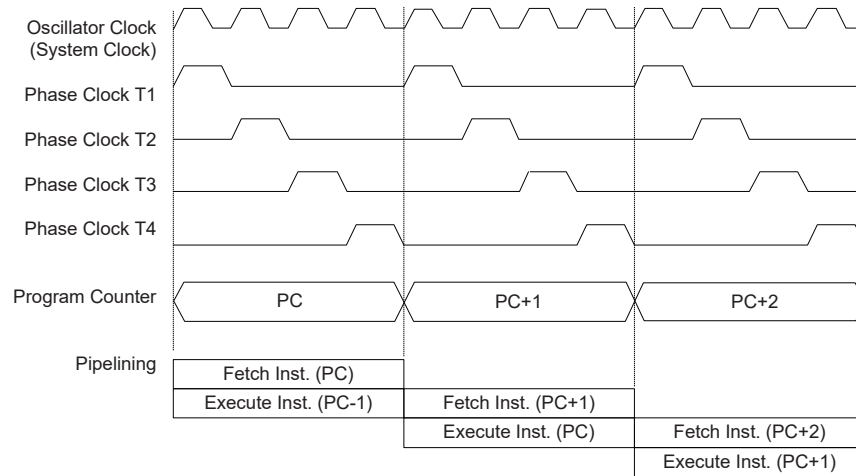 Oscillator Clock
(System Clock)
Phase Clock T1
Phase Clock T2
Phase Clock T3
Phase Clock T4
Program Counter
PC
PC+1
PC+2
Pipelining
Fetch Inst. (PC)
Execute Inst. (PC-1)
Fetch Inst. (PC+1)
Execute Inst. (PC)
Fetch Inst. (PC+2)
Execute Inst. (PC+1)